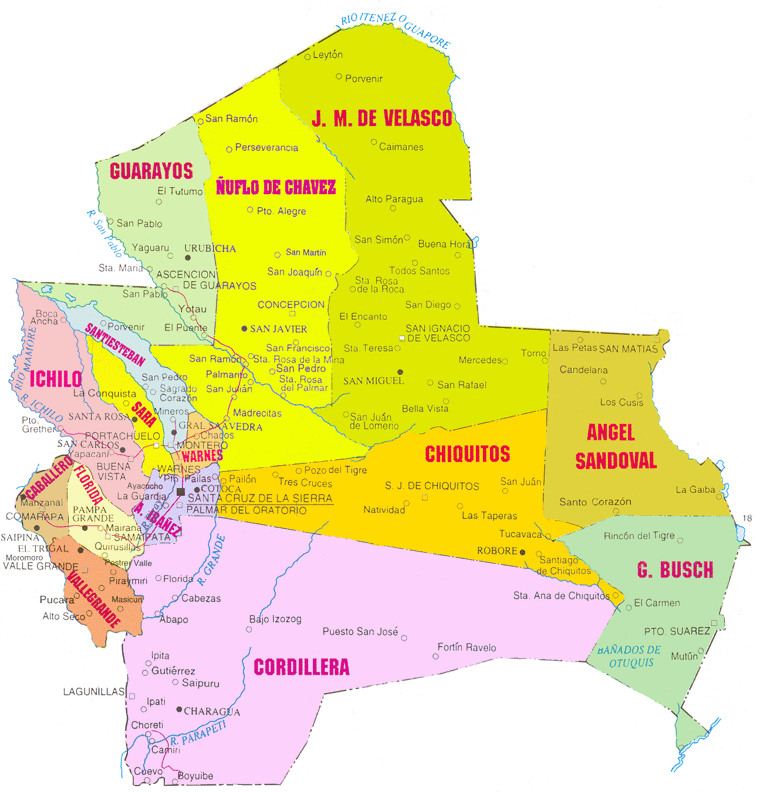 RIO ITENEZ O GUAPORE
Leytón
Porvenir
J. M. DE VELASCO
San Ramón
Perseverancia
Caimanes
GUARAYOS
El Tutumo
ÑUFLO DE CHAVEZ
Alto Paragua
Pto. Alegre
R. San Pablo
San Pablo
San Simón
Buena Hora
Yaguaru
URUBICHA
San Martín
Sta. Maria
ASCENCION
DE GUARAYOS
San Joaquín
Todos Santos
Sta. Rosa
de la Roca
San Pablo
Yotau
CONCEPCION
San Diego
El Encanto
Boca
Ancha
Porvenir
El Puente
SAN JAVIER
SAN IGNACIO
DE VELASCO
SANTIESTEBAN
San Francisco
Sta. Teresa
Las Petas
SAN MATIAS
RIO MAMORE
San Ramón
Sta. Rosa de la Mina
Mercedes
Torno
ICHILO
San Pedro
Palmanto
San Pedro
SAN MIGUEL
Candelaria
La Conquista
Sagrado
Corazón
San Julián
Sta. Rosa
del Palmar
San Rafael
Los Cusis
R. ICHILO
SARA
Mineros
Madrecitas
San Juán
de Lomerio
Bella Vista
Pto.
Grether
SANTA ROSA
GRAL SAAVEDRA
ANGEL
SANDOVAL
PORTACHUELO
Chados
SAN CARLOS
MONTERO
Yapacaní
WARNES
CHIQUITOS
CABALLERO
FLORIDA
BUENA
VISTA
WARNES
Pto Pailas
Pailón
Pozo del Tigre
Tres Cruces
San Juán
Ayacucho
COTOCA
S. J. DE CHIQUITOS
La Guardia
SANTA CRUZ DE LA SIERRA
Manzanal
A. IBAÑEZ
PALMAR DEL ORATORIO
Natividad
Las Taperas
Santo Corazón
La Gaiba
COMARAPA
PAMPA
GRANDE
18
SAIPINA
Mairana
SAMAIPATA
Tucavaca
Rincón del Tigre
EL TRIGAL
Quirusillas
ROBORE
Moromoro
Postrer Valle
Santiago
de Chiquitos
G. BUSCH
VALLE GRANDE
R. GRANDE
VALLEGRANDE
Piraymiri
Florida
Pucara
Masicuri
Cabezas
Sta. Ana de Chiquitos
El Carmen
Alto Seco
Abapo
Bajo Izozog
Puesto San José
PTO. SUAREZ
Ipita
Fortín Ravelo
BAÑADOS DE
OTUQUIS
Mutún
Gutiérrez
CORDILLERA
Saipuru
LAGUNILLAS
Ipati
CHARAGUA
Choreti
R. PARAPETI
Camiri
Cuevo
Boyuibe